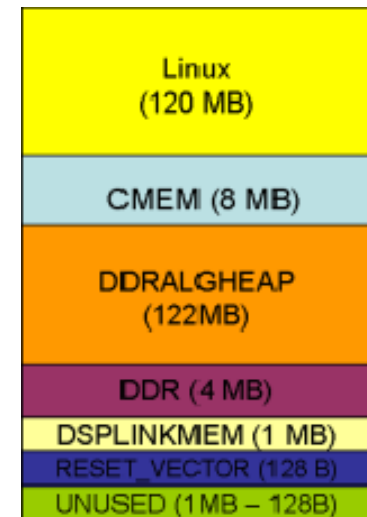 Linux
(120 MB)
CMEM (8 MB)
DDRALGHEAP
(122MB)
DDR (4 MB)
DSPLINKMEM (1 MB)
RESET_VECTOR (128 B)
UNUSED (1MB – 128B)